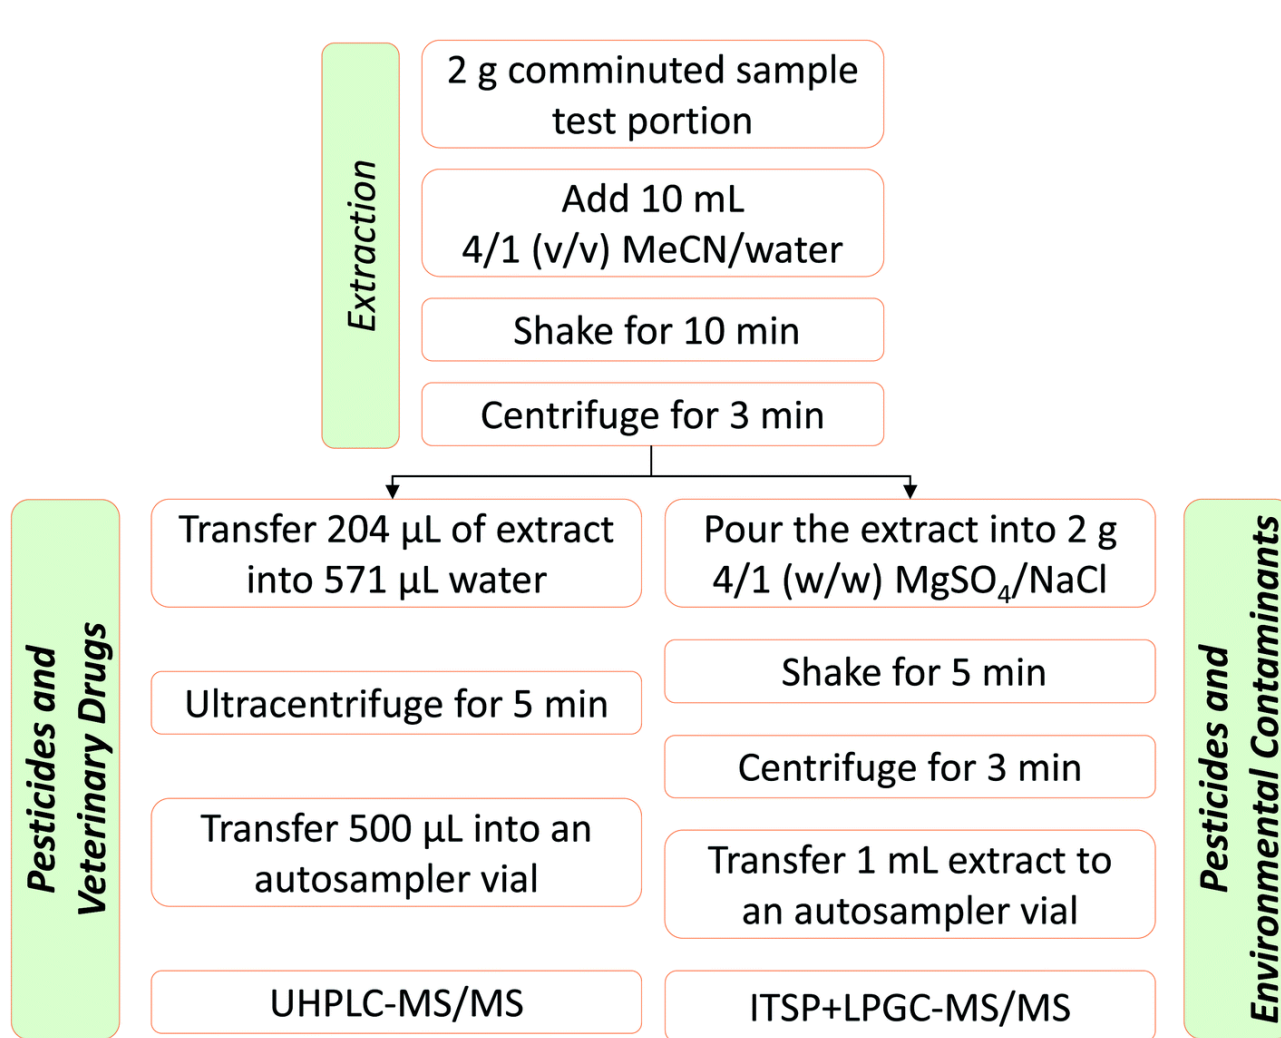 Extraction
2 g comminuted sample
test portion
Add 10 mL
4/1 (v/v) MeCN/water
Shake for 10 min
Centrifuge for 3 min
Pesticides and
Veterinary Drugs
Transfer 204 µL of extract
into 571 µL water
Ultracentrifuge for 5 min
Transfer 500 µL into an
autosampler vial
UHPLC-MS/MS
Pour the extract into 2 g
4/1 (w/w) MgSO₄/NaCl
Shake for 5 min
Centrifuge for 3 min
Transfer 1 mL extract to
an autosampler vial
ITSP+LPGC-MS/MS
Pesticides and
Environmental Contaminants